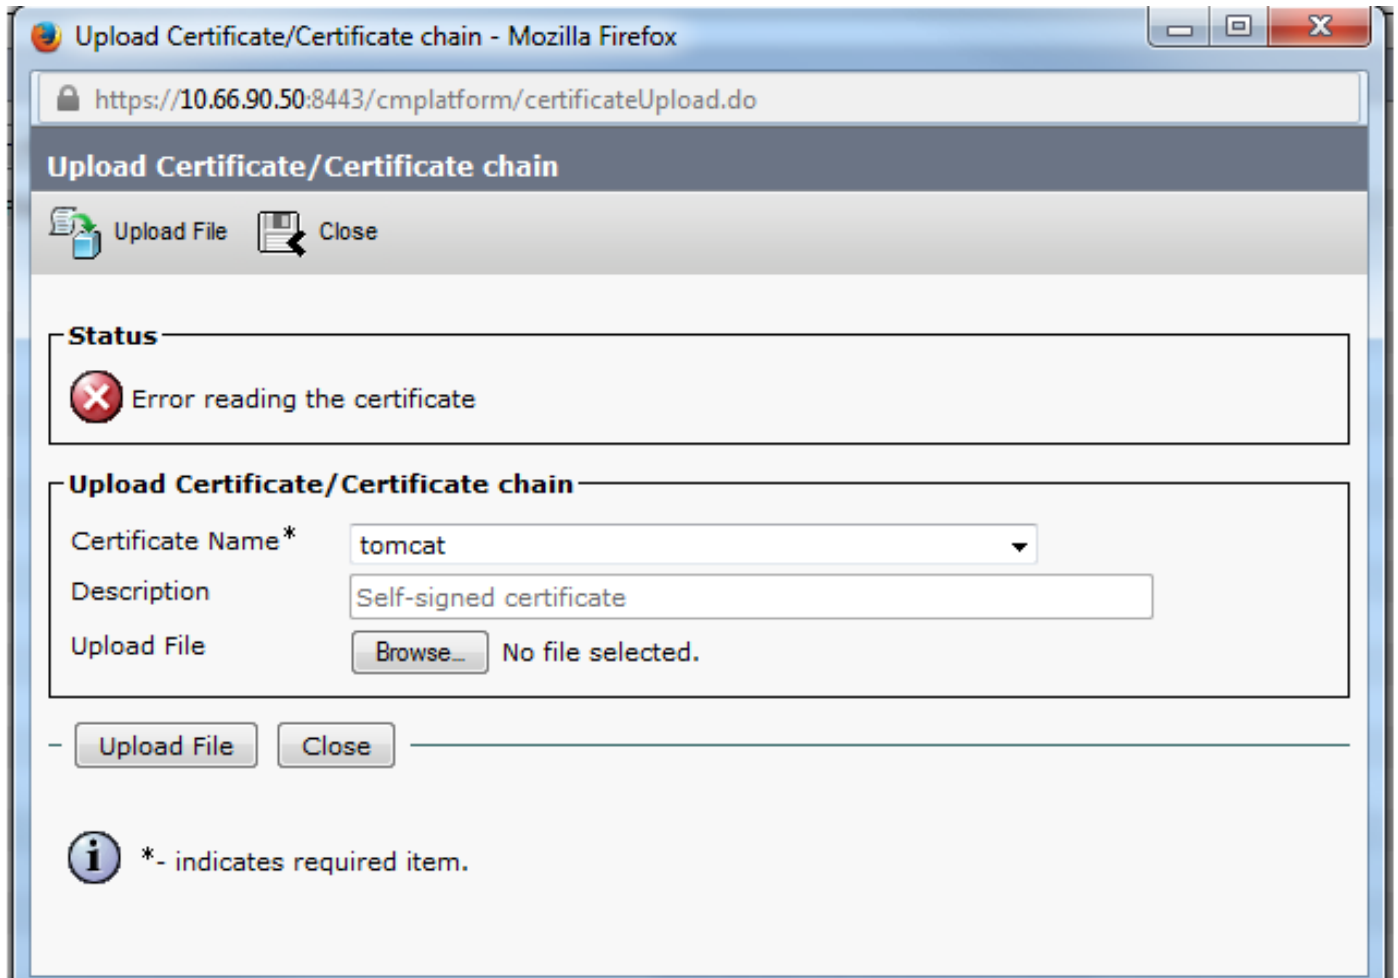 Upload Certificate/Certificate chain - Mozilla Firefox
https://10.66.90.50:8443/cmplatform/certificateUpload.do
Upload Certificate/Certificate chain
Upload File Close
Status
Error reading the certificate
Upload Certificate/Certificate chain
Certificate Name* tomcat
Description Self-signed certificate
Upload File Browse... No file selected.
Upload File Close
*- indicates required item.